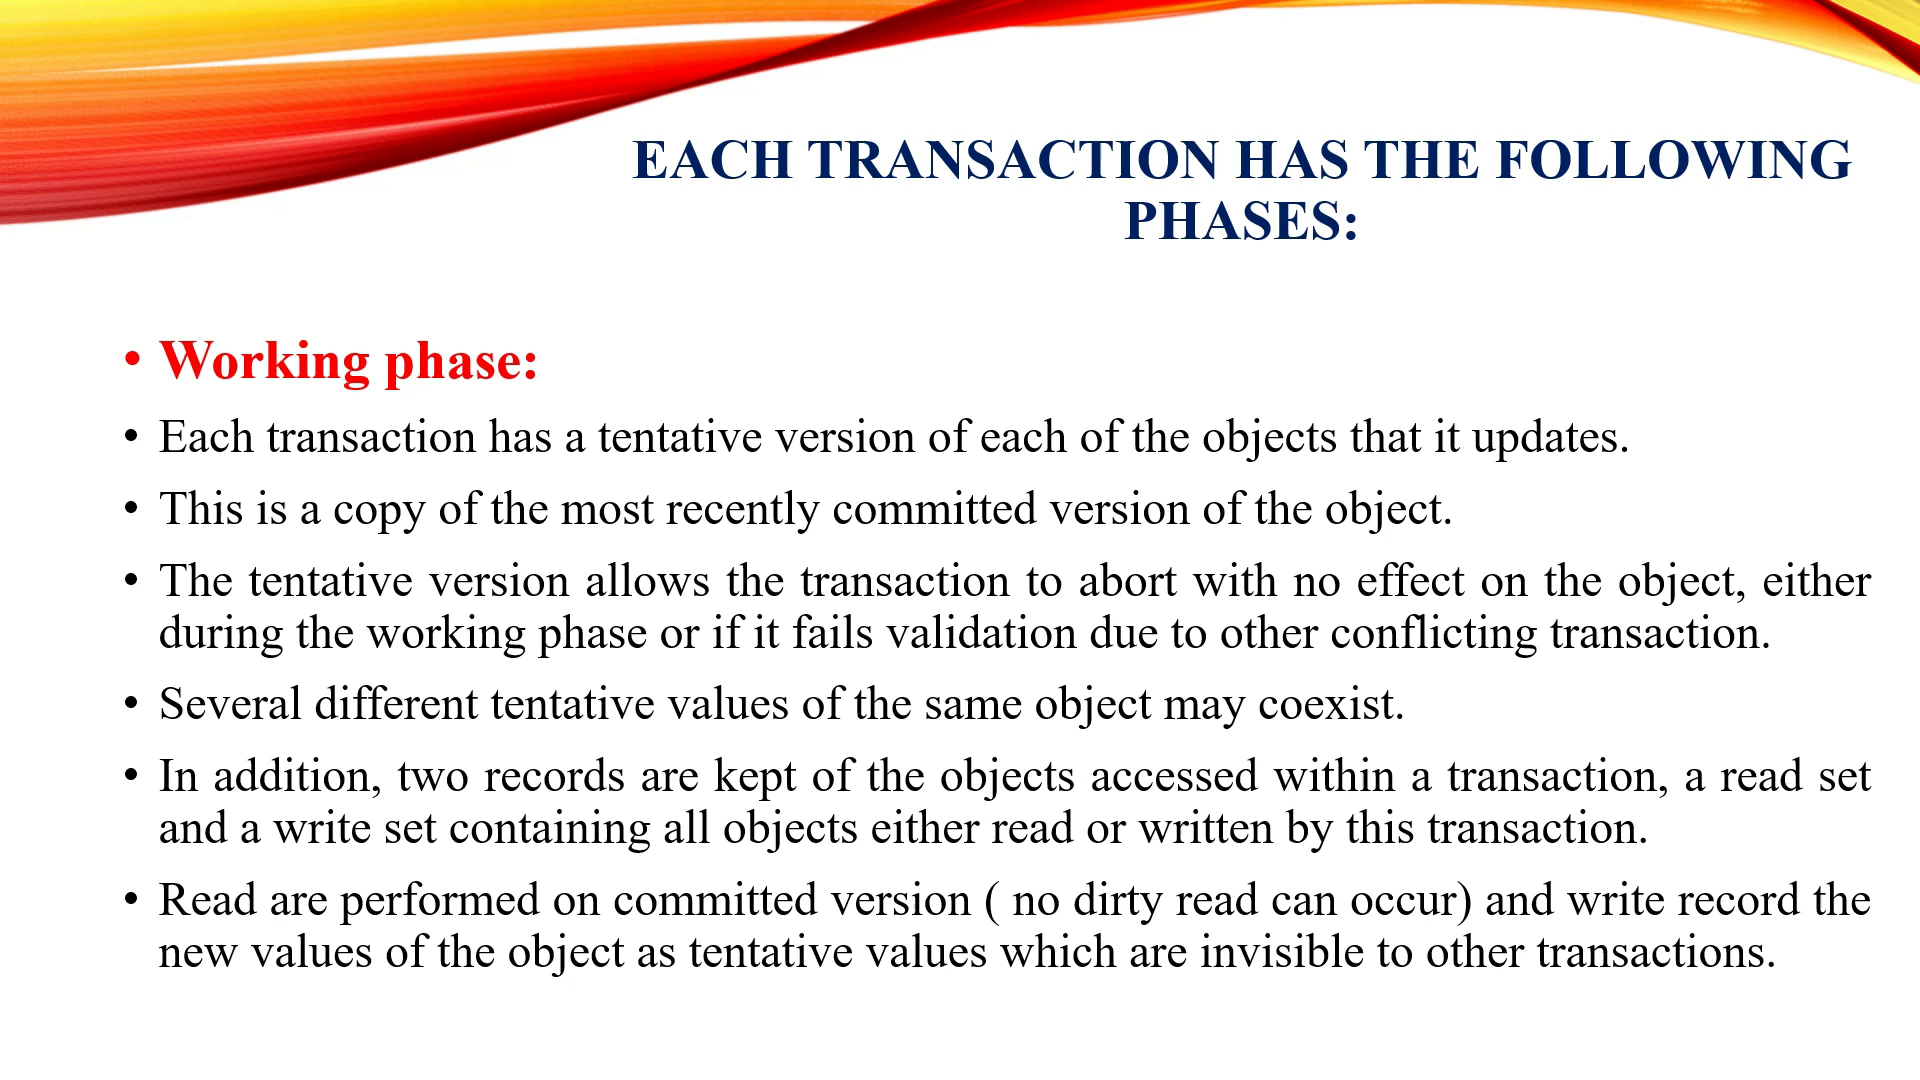 EACH TRANSACTION HAS THE FOLLOWING
PHASES:
• Working phase:
• Each transaction has a tentative version of each of the objects that it updates.
• This is a copy of the most recently committed version of the object.
• The tentative version allows the transaction to abort with no effect on the object, either
during the working phase or if it fails validation due to other conflicting transaction.
• Several different tentative values of the same object may coexist.
• In addition, two records are kept of the objects accessed within a transaction, a read set
and a write set containing all objects either read or written by this transaction.
• Read are performed on committed version ( no dirty read can occur) and write record the
new values of the object as tentative values which are invisible to other transactions.